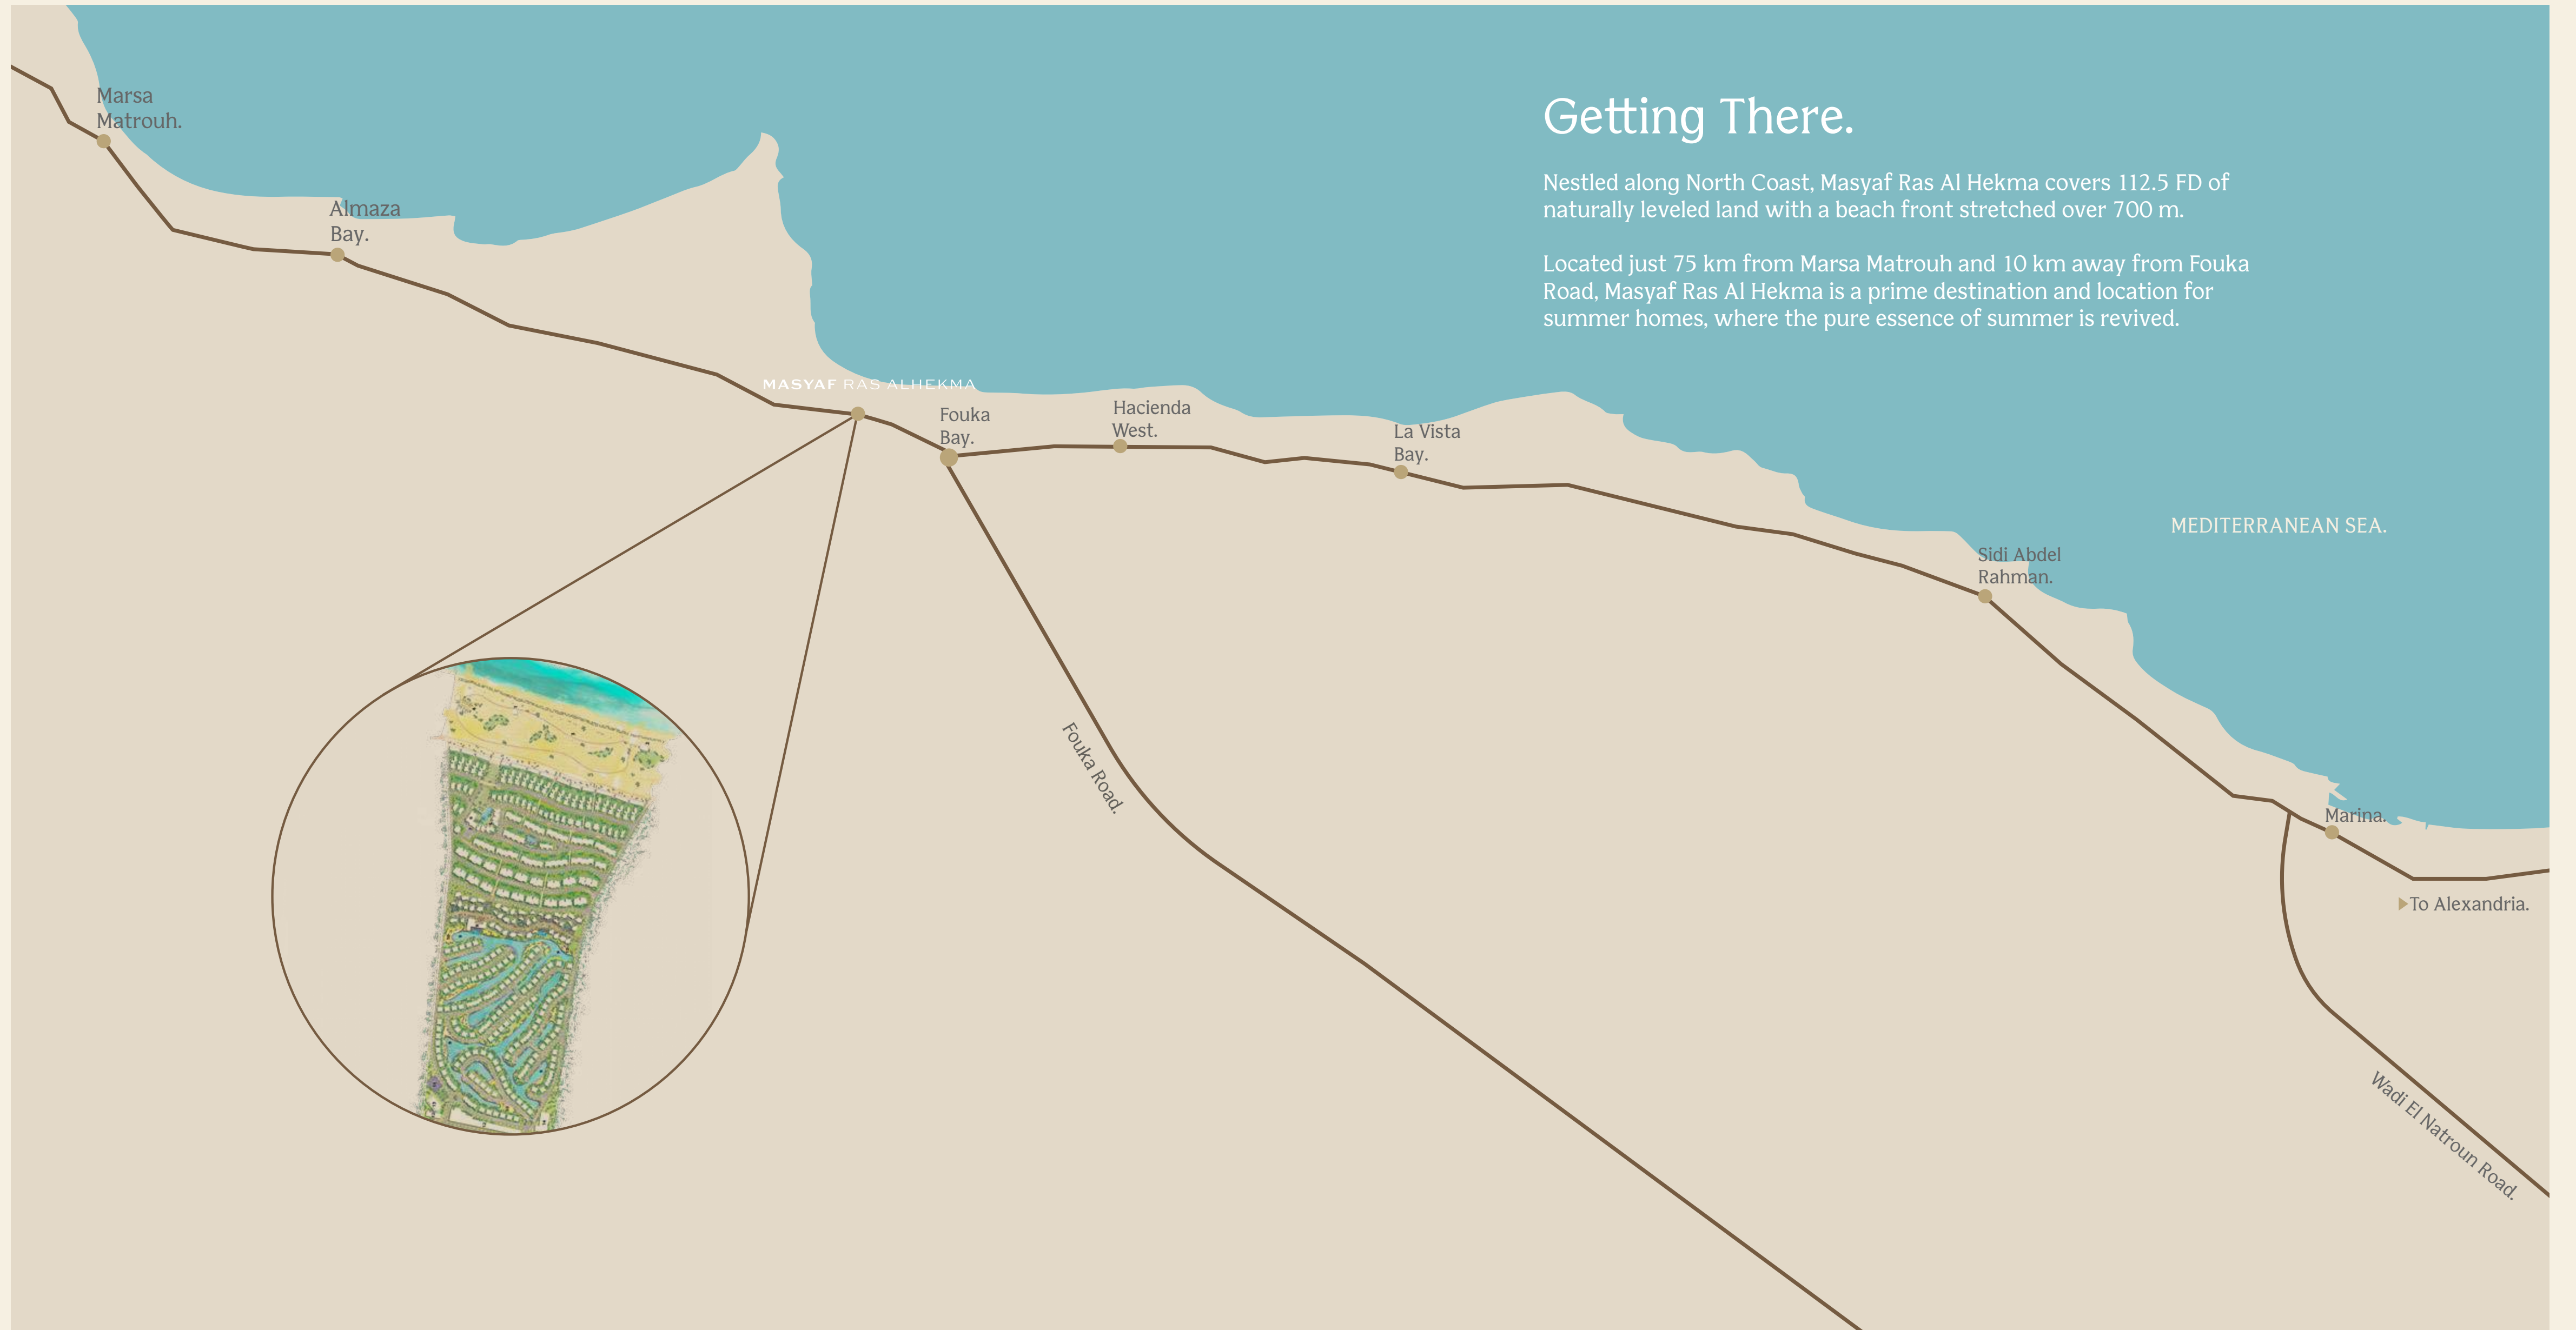 Getting There.
Nestled along North Coast, Masyaf Ras Al Hekma covers 112.5 FD of
naturally leveled land with a beach front stretched over 700 m.
Located just 75 km from Marsa Matrouh and 10 km away from Fouka
Road, Masyaf Ras Al Hekma is a prime destination and location for
summer homes, where the pure essence of summer is revived.
Marsa
Matrouh.
Almaza
Bay.
MASYAF RAS ALHEKMA
Fouka
Bay.
Hacienda
West.
La Vista
Bay.
MEDITERRANEAN SEA.
Sidi Abdel
Rahman.
Fouka Road.
Marina.
To Alexandria.
Wadi El Natroun Road.